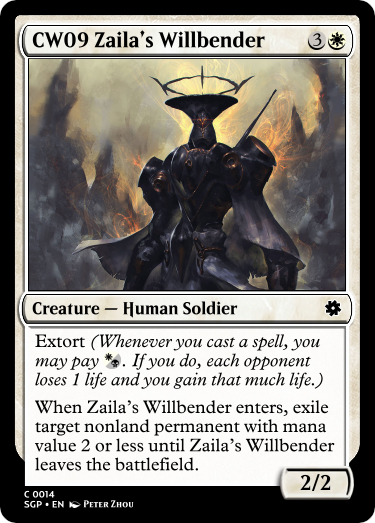 CW09 Zaila's Willbender 3
Creature — Human Soldier
Extort (Whenever you cast a spell, you
may pay . If you do, each opponent
loses 1 life and you gain that much life.)
When Zaila's Willbender enters, exile
target nonland permanent with mana
value 2 or less until Zaila's Willbender
leaves the battlefield.
2/2
C 0014
SGP • EN Peter Zhou